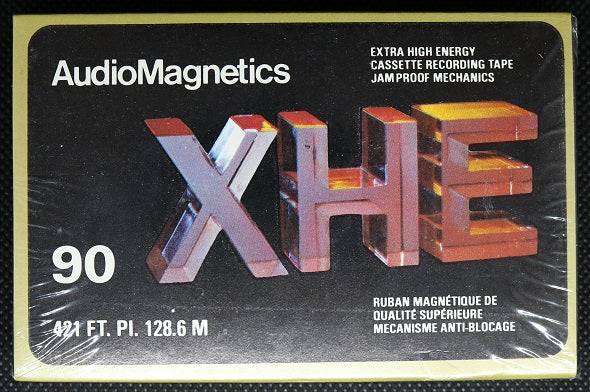 AudioMagnetics
EXTRA HIGH ENERGY
CASSETTE RECORDING TAPE
JAMPROOF MECHANICS
XHE
90
421 FT. PI. 128.6 M
RUBAN MAGNÉTIQUE DE
QUALITÉ SUPÉRIEURE
MECANISME ANTI-BLOCAGE